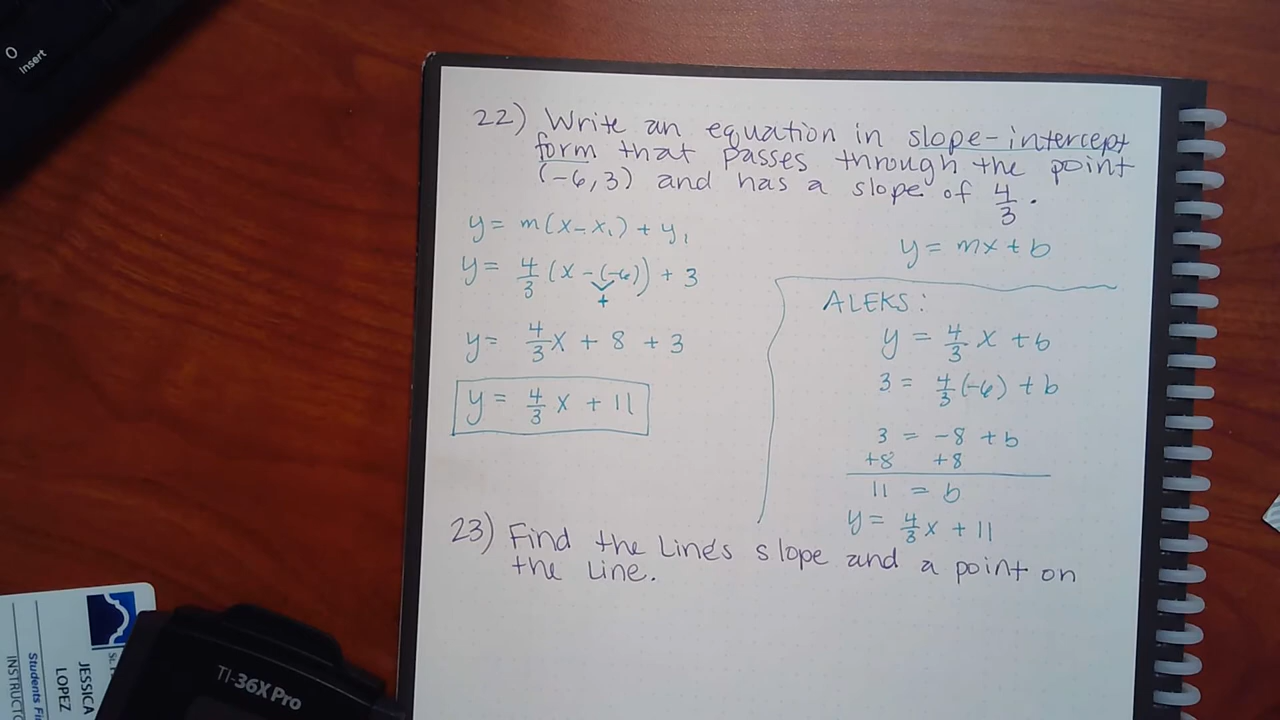 0
Insert
22) Write an equation in slope-intercept
form that passes through the point
(-6,3) and has a slope of 4/3.
y = m(x - x₁) + y₁
y = 4/3 (x - (-6)) + 3
+
y = 4/3 x + 8 + 3
y = 4/3 x + 11
y = mx + b
ALEKS:
y = 4/3 x + b
3 = 4/3 (-6) + b
3 = -8 + b
+8 +8
11 = b
y = 4/3 x + 11
23) Find the Line's slope and a point on
the Line.
TI-36X Pro
Students
JESSICA
LOPEZ